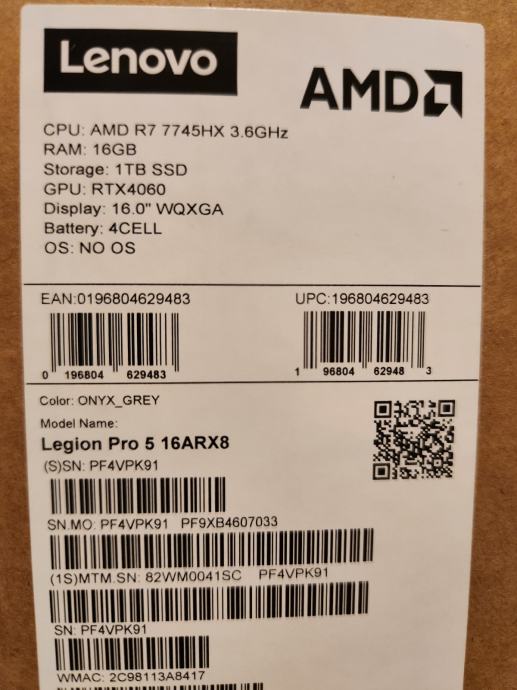 Lenovo
AMD
CPU: AMD R7 7745HX 3.6GHz
RAM: 16GB
Storage: 1TB SSD
GPU: RTX4060
Display: 16.0" WQXGA
Battery: 4CELL
OS: NO OS
EAN:0196804629483 UPC:196804629483
0 196804 629483 1 96804 62948 3
Color: ONYX_GREY
Model Name:
Legion Pro 5 16ARX8
(S)SN: PF4VPK91
SN.MO: PF4VPK91 PF9XB4607033
(1S)MTM.SN: 82WM0041SC PF4VPK91
SN: PF4VPK91
WMAC: 2C98113A8417